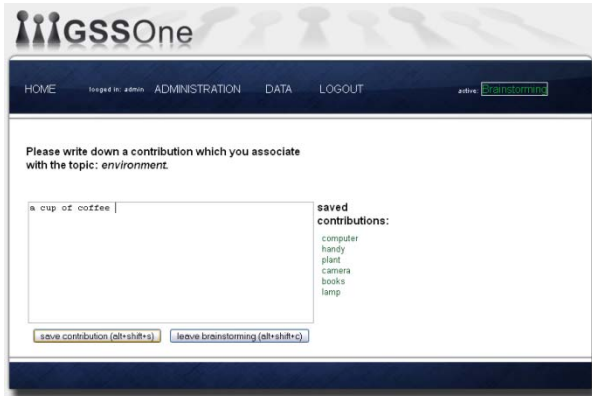 GSSOne
HOME logged in: admin ADMINISTRATION DATA LOGOUT active: Brainstorming
Please write down a contribution which you associate
with the topic: environment.
a cup of coffee
saved
contributions:
computer
handy
plant
camera
books
lamp
save contribution (alt+shift+s) leave brainstorming (alt+shift+c)